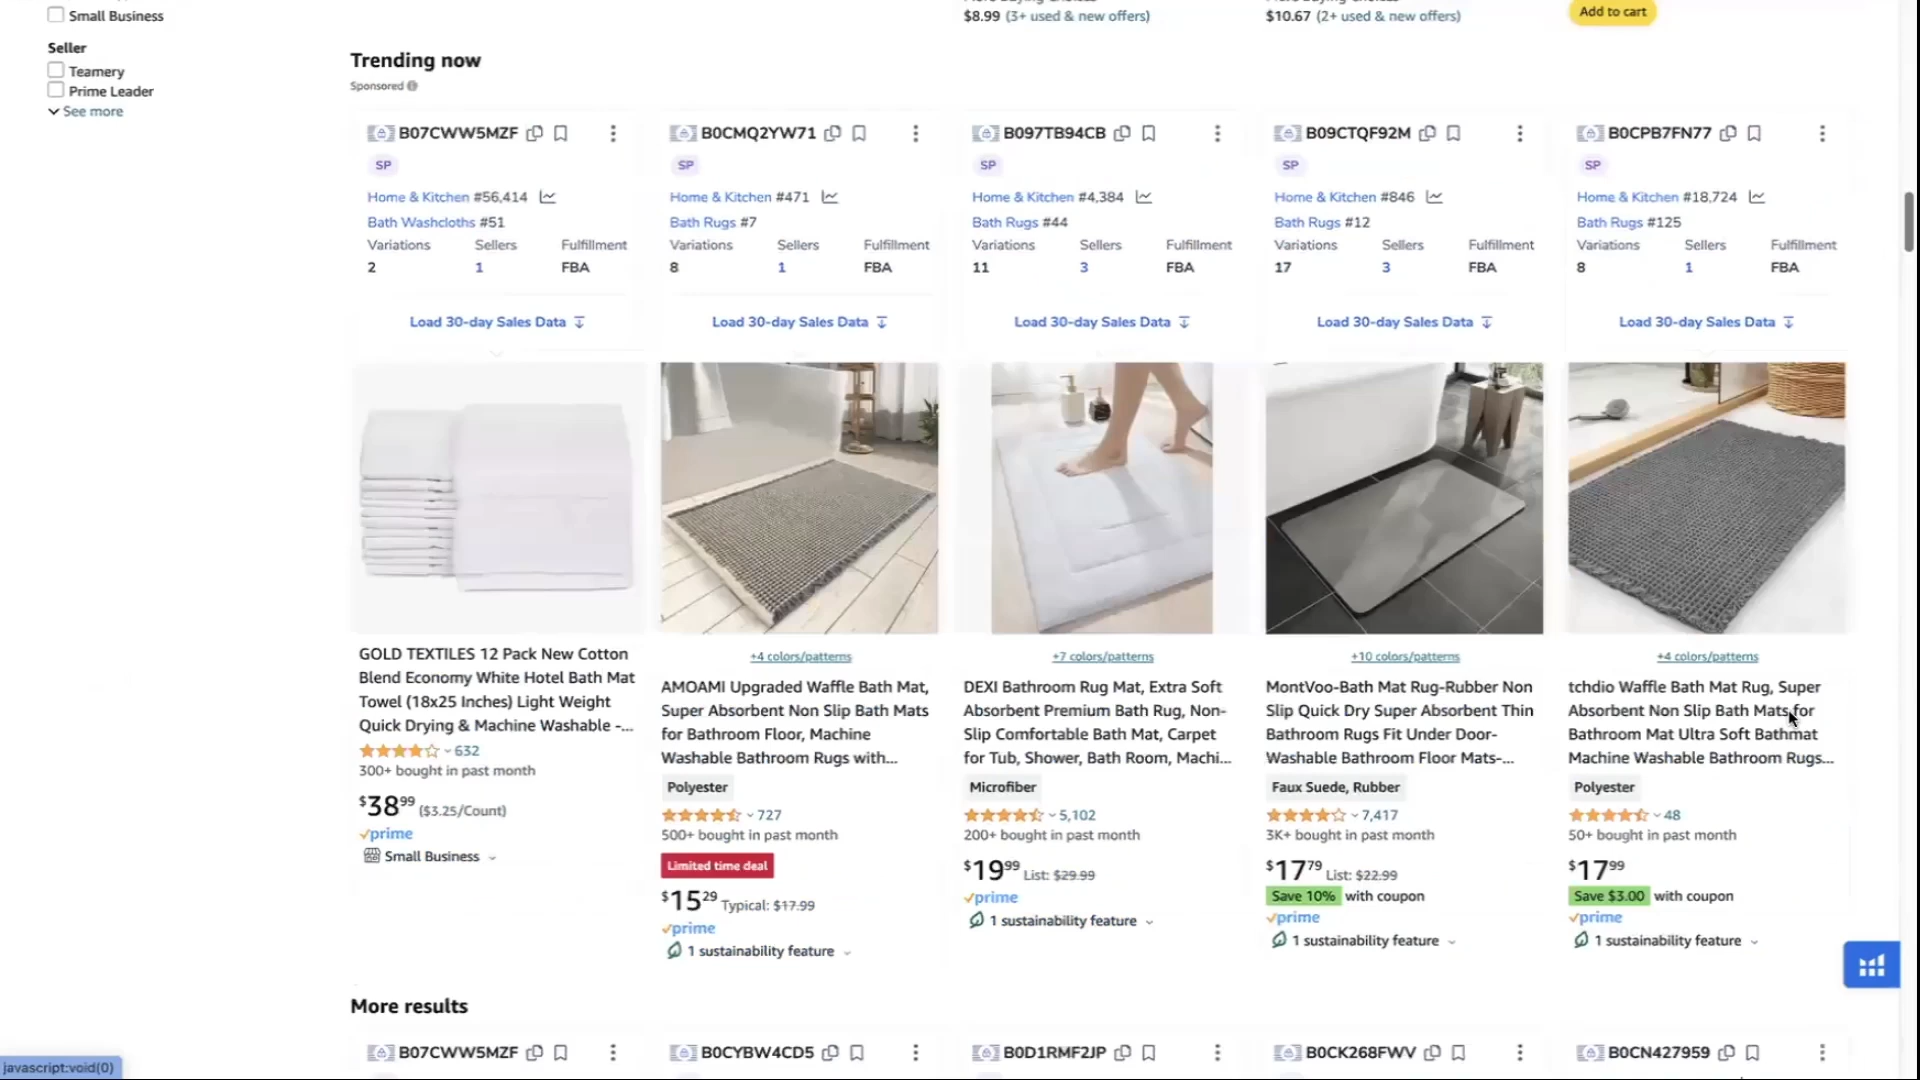 Small Business
Seller
Teamery
Prime Leader
See more
$8.99 (3+ used & new offers)
$10.67 (2+ used & new offers)
Add to cart
Trending now
Sponsored
B07CWW5MZF
SP
Home & Kitchen #56,414
Bath Washcloths #51
Variations Sellers Fulfillment
2 1 FBA
Load 30-day Sales Data
GOLD TEXTILES 12 Pack New Cotton
Blend Economy White Hotel Bath Mat
Towel (18x25 Inches) Light Weight
Quick Drying & Machine Washable -...
632
300+ bought in past month
$38 99 ($3.25/Count)
prime
Small Business
B0CMQ2YW71
SP
Home & Kitchen #471
Bath Rugs #7
Variations Sellers Fulfillment
8 1 FBA
Load 30-day Sales Data
+4 colors/patterns
AMOAMI Upgraded Waffle Bath Mat,
Super Absorbent Non Slip Bath Mats
for Bathroom Floor, Machine
Washable Bathroom Rugs with...
Polyester
727
500+ bought in past month
Limited time deal
$15 29 Typical: $17.99
prime
1 sustainability feature
B097TB94CB
SP
Home & Kitchen #4,384
Bath Rugs #44
Variations Sellers Fulfillment
11 3 FBA
Load 30-day Sales Data
+7 colors/patterns
DEXI Bathroom Rug Mat, Extra Soft
Absorbent Premium Bath Rug, Non-
Slip Comfortable Bath Mat, Carpet
for Tub, Shower, Bath Room, Machi...
Microfiber
5,102
200+ bought in past month
$19 99 List: $29.99
prime
1 sustainability feature
B09CTQF92M
SP
Home & Kitchen #846
Bath Rugs #12
Variations Sellers Fulfillment
17 3 FBA
Load 30-day Sales Data
+10 colors/patterns
MontVoo-Bath Mat Rug-Rubber Non
Slip Quick Dry Super Absorbent Thin
Bathroom Rugs Fit Under Door-
Washable Bathroom Floor Mats-...
Faux Suede, Rubber
7,417
3K+ bought in past month
$17 79 List: $22.99
Save 10% with coupon
prime
1 sustainability feature
B0CPB7FN77
SP
Home & Kitchen #18,724
Bath Rugs #125
Variations Sellers Fulfillment
8 1 FBA
Load 30-day Sales Data
+4 colors/patterns
tchdio Waffle Bath Mat Rug, Super
Absorbent Non Slip Bath Mats for
Bathroom Mat Ultra Soft Bathmat
Machine Washable Bathroom Rugs...
Polyester
48
50+ bought in past month
$17 99
Save $3.00 with coupon
prime
1 sustainability feature
More results
B07CWW5MZF
B0CYBW4CD5
B0D1RMF2JP
B0CK268FWV
B0CN427959
javascript:void(0)